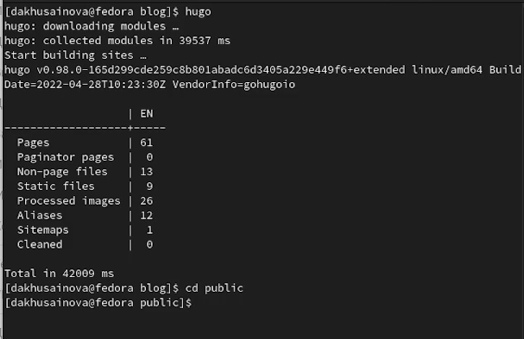 [dakhusainova@fedora blog]$ hugo
hugo: downloading modules …
hugo: collected modules in 39537 ms
Start building sites …
hugo v0.98.0-165d299cde259c8b801abadc6d3405a229e449f6+extended linux/amd64 Build
Date=2022-04-28T10:23:30Z VendorInfo=gohugoio
| EN
-------------------+-----
Pages | 61
Paginator pages | 0
Non-page files | 13
Static files | 9
Processed images | 26
Aliases | 12
Sitemaps | 1
Cleaned | 0
Total in 42009 ms
[dakhusainova@fedora blog]$ cd public
[dakhusainova@fedora public]$